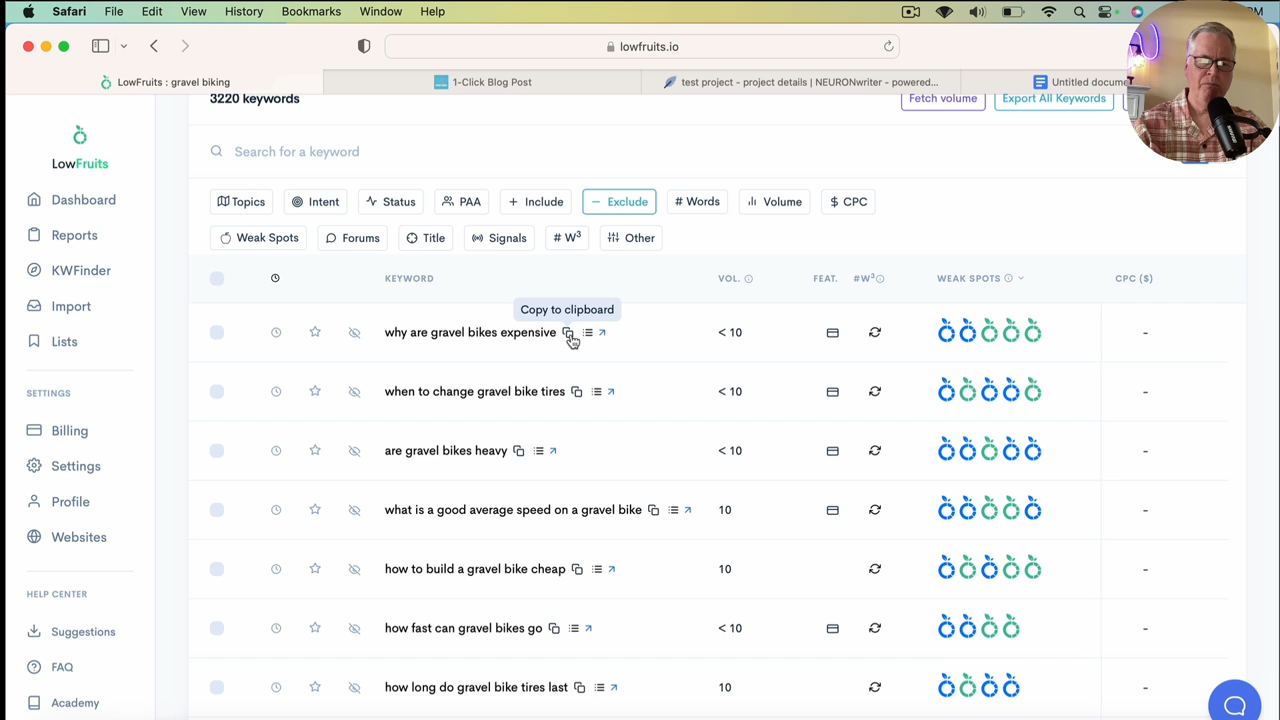 Safari File Edit View History Bookmarks Window Help PM
lowfruits.io
LowFruits : gravel biking 1-Click Blog Post test project - project details | NEURONwriter - powered... Untitled docume
3220 keywords Fetch volume Export All Keywords
LowFruits
Search for a keyword
Dashboard
Reports
KWFinder
Import
Lists
SETTINGS
Billing
Settings
Profile
Websites
HELP CENTER
Suggestions
FAQ
Academy
Topics Intent Status PAA + Include − Exclude # Words Volume $ CPC
Weak Spots Forums Title Signals # W³ Other
KEYWORD VOL. FEAT. #W³ WEAK SPOTS CPC ($)
Copy to clipboard
why are gravel bikes expensive < 10 -
when to change gravel bike tires < 10 -
are gravel bikes heavy < 10 -
what is a good average speed on a gravel bike 10 -
how to build a gravel bike cheap 10 -
how fast can gravel bikes go < 10 -
how long do gravel bike tires last 10 -